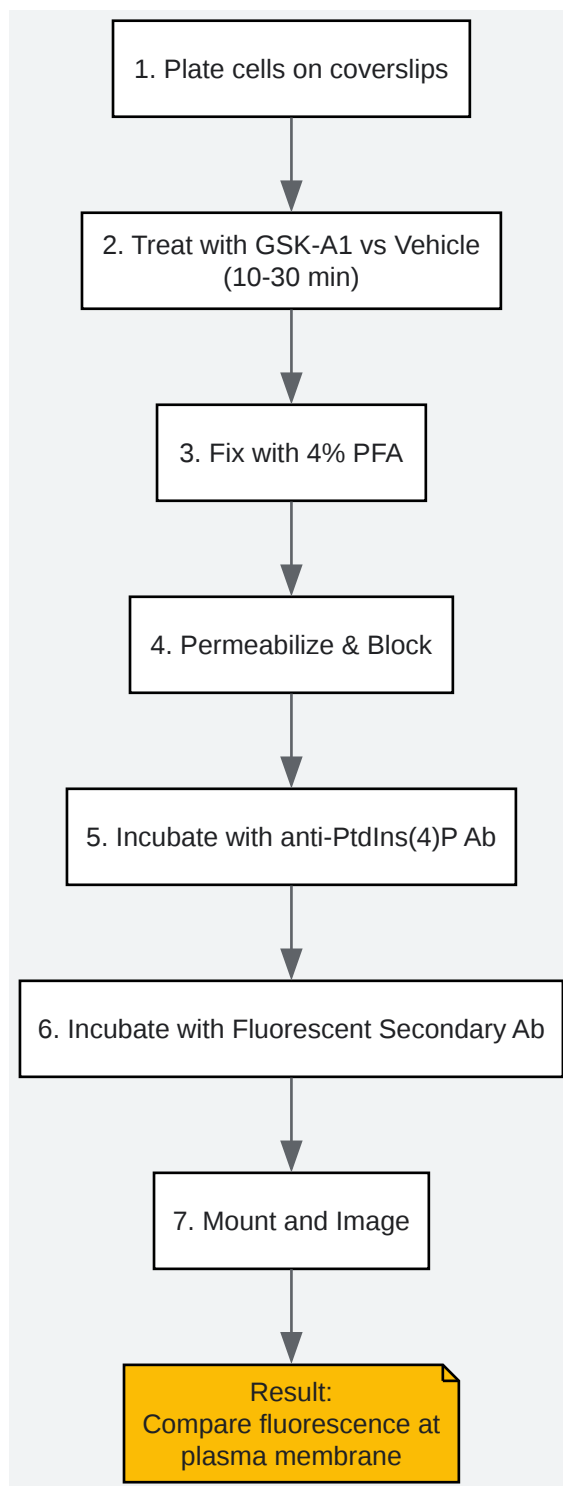 1. Plate cells on coverslips
2. Treat with GSK-A1 vs Vehicle
(10-30 min)
3. Fix with 4% PFA
4. Permeabilize & Block
5. Incubate with anti-PtdIns(4)P Ab
6. Incubate with Fluorescent Secondary Ab
7. Mount and Image
Result:
Compare fluorescence at
plasma membrane